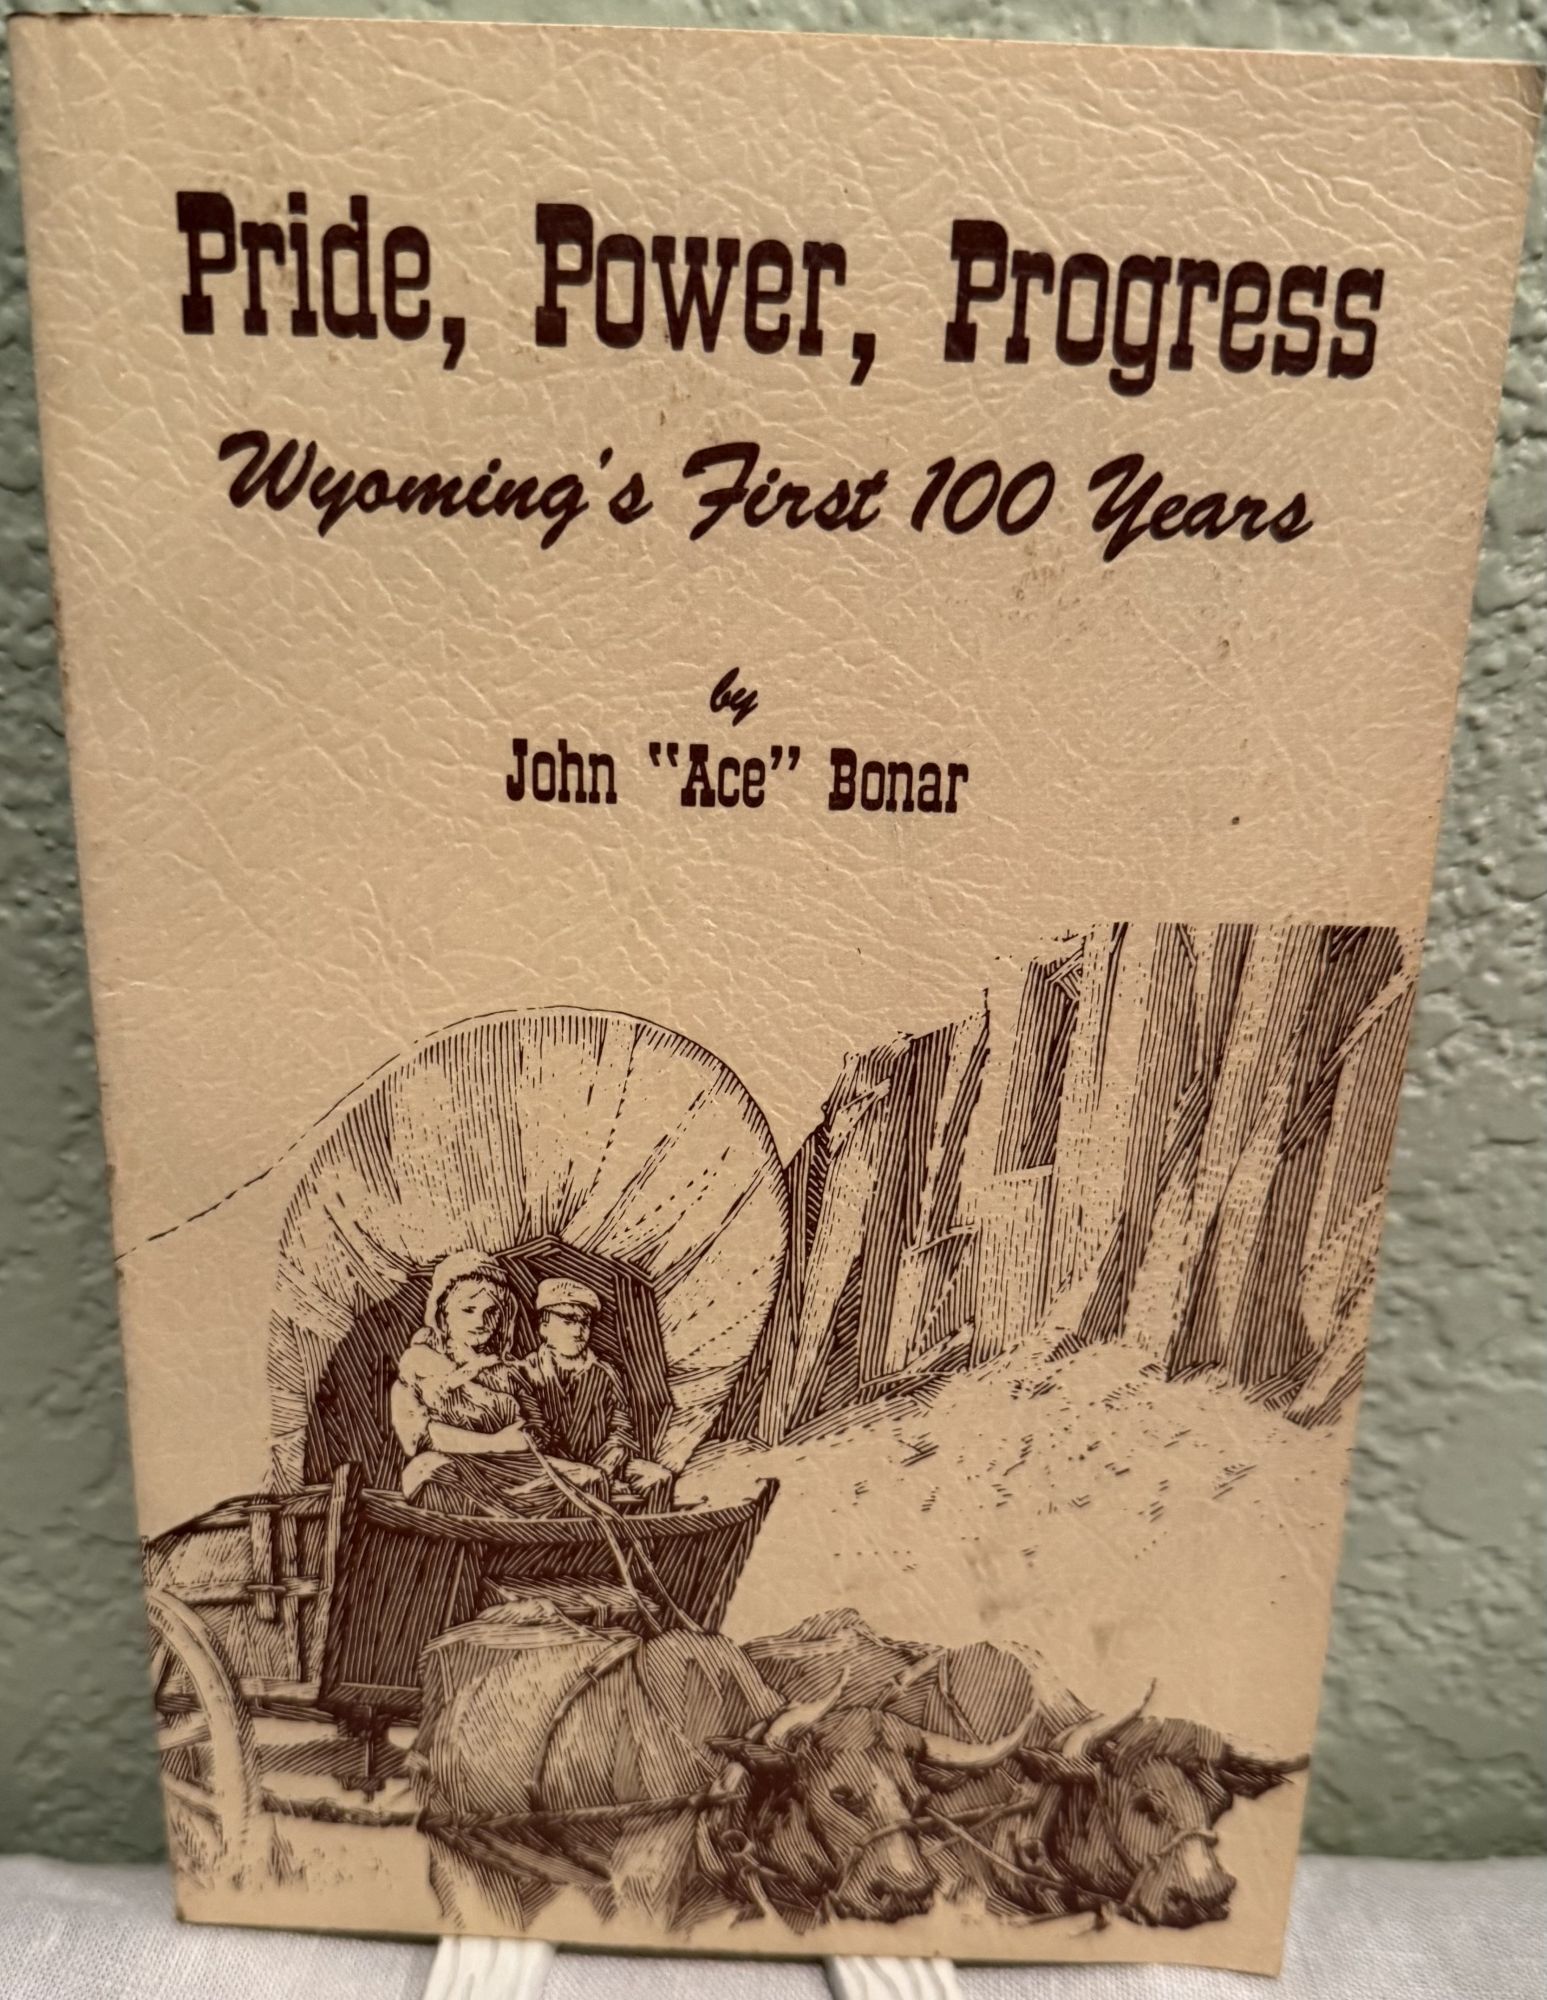 Pride, Power, Progress
Wyoming's First 100 Years
by
John "Ace" Bonar